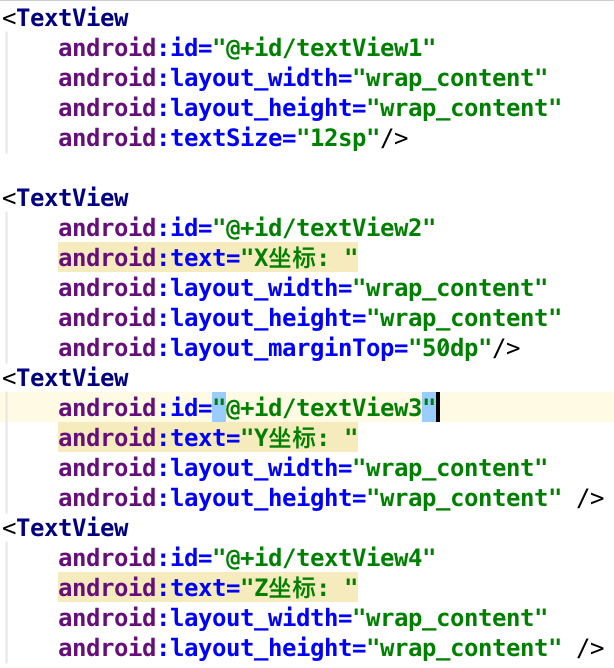 <TextView
android:id="@+id/textView1"
android:layout_width="wrap_content"
android:layout_height="wrap_content"
android:textSize="12sp"/>
<TextView
android:id="@+id/textView2"
android:text="X坐标: "
android:layout_width="wrap_content"
android:layout_height="wrap_content"
android:layout_marginTop="50dp"/>
<TextView
android:id="@+id/textView3"
android:text="Y坐标: "
android:layout_width="wrap_content"
android:layout_height="wrap_content" />
<TextView
android:id="@+id/textView4"
android:text="Z坐标: "
android:layout_width="wrap_content"
android:layout_height="wrap_content" />